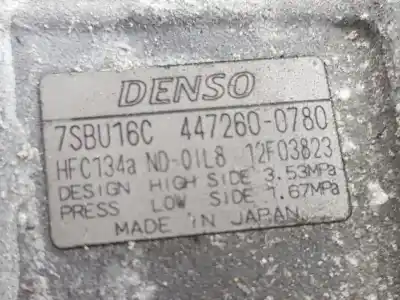 DENSO
7SBU16C 447260-0780
HFC134a ND-OIL8 12F03823
DESIGN HIGH SIDE 3.53MPa
PRESS LOW SIDE 1.67MPa
MADE IN JAPAN